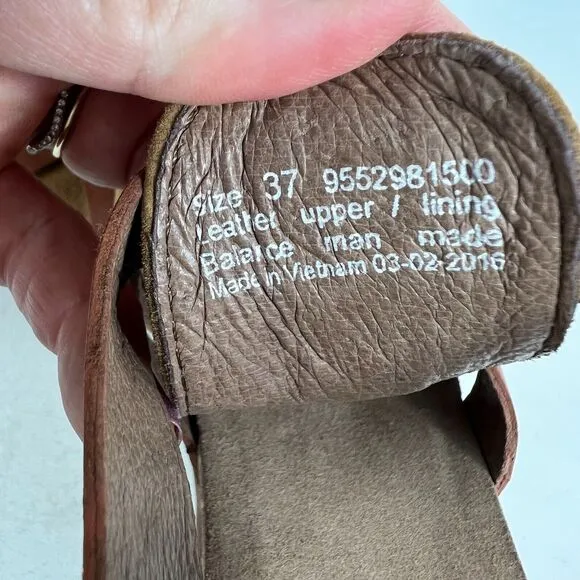 Size 37 9552981500
Leather upper / lining
Balance man made
Made in Vietnam 03-02-2016